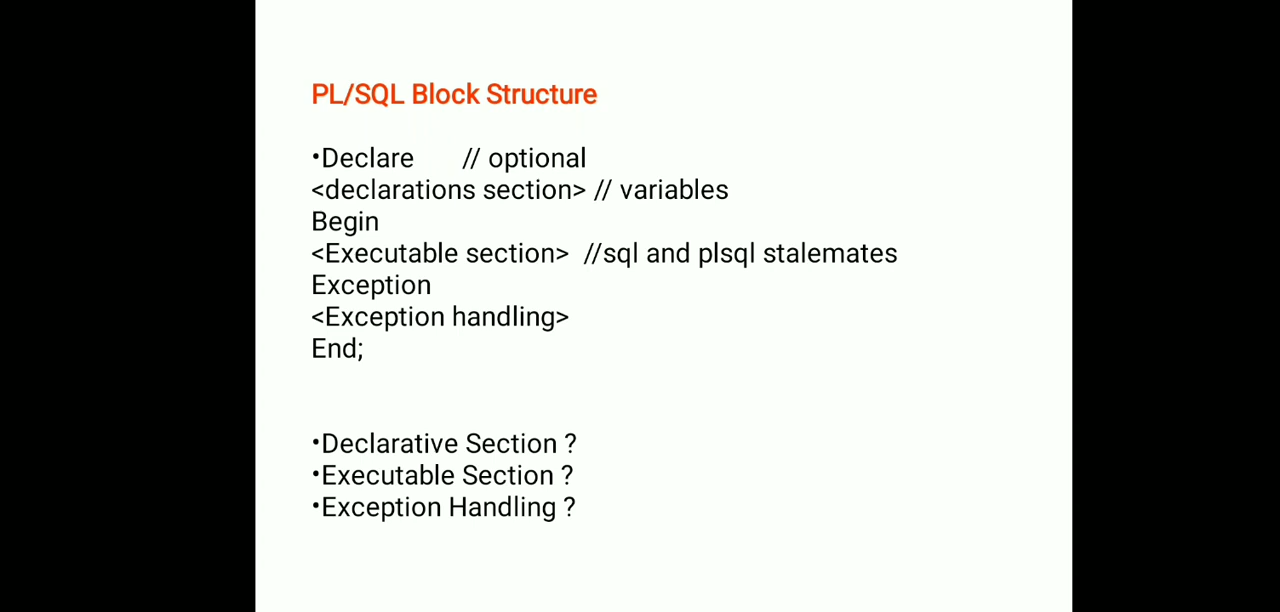 PL/SQL Block Structure
•Declare // optional
<declarations section> // variables
Begin
<Executable section> //sql and plsql stalemates
Exception
<Exception handling>
End;
•Declarative Section ?
•Executable Section ?
•Exception Handling ?